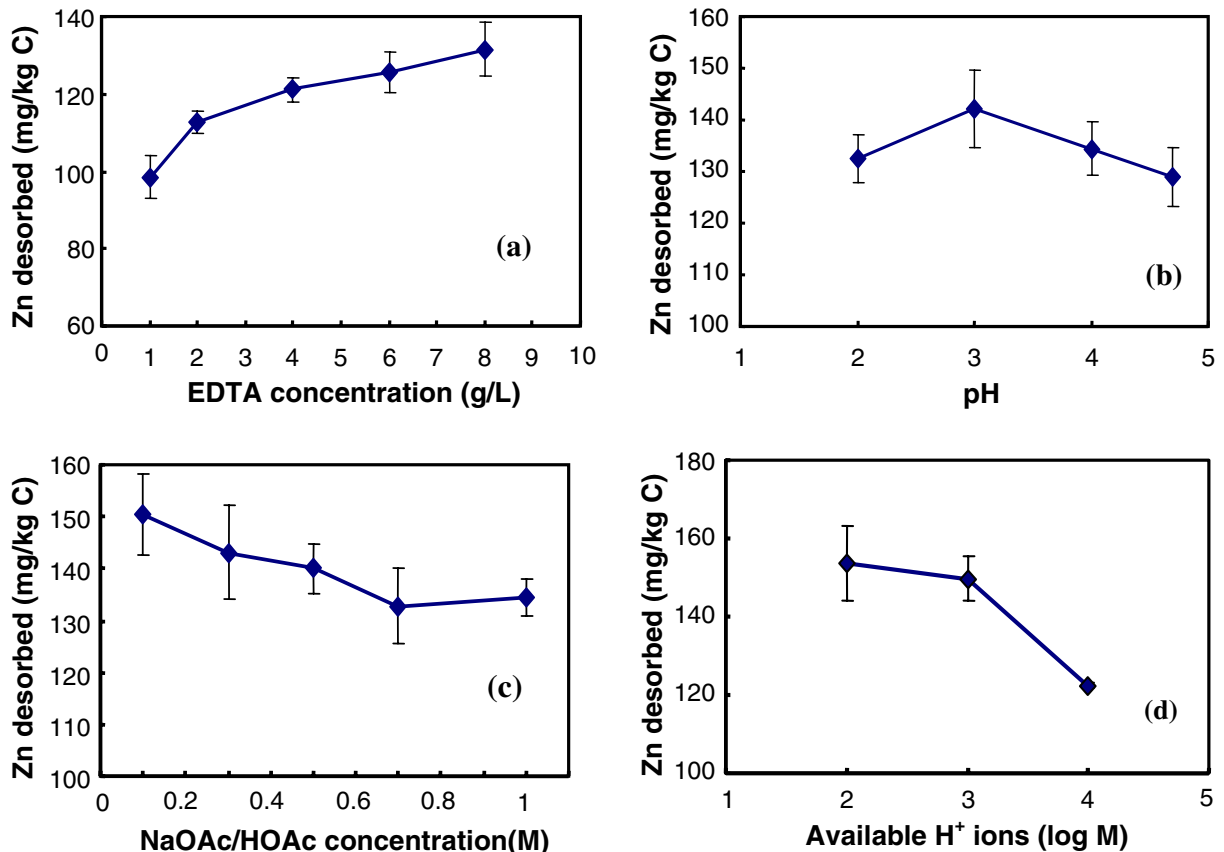 140
120
100
80
60
0 1 2 3 4 5 6 7 8 9 10
Zn desorbed (mg/kg C)
EDTA concentration (g/L)
(a)
160
150
140
130
120
110
100
1 2 3 4 5
Zn desorbed (mg/kg C)
pH
(b)
160
150
140
130
120
110
100
0 0.2 0.4 0.6 0.8 1
Zn desorbed (mg/kg C)
NaOAc/HOAc concentration(M)
(c)
180
160
140
120
100
1 2 3 4 5
Zn desorbed (mg/kg C)
Available H⁺ ions (log M)
(d)